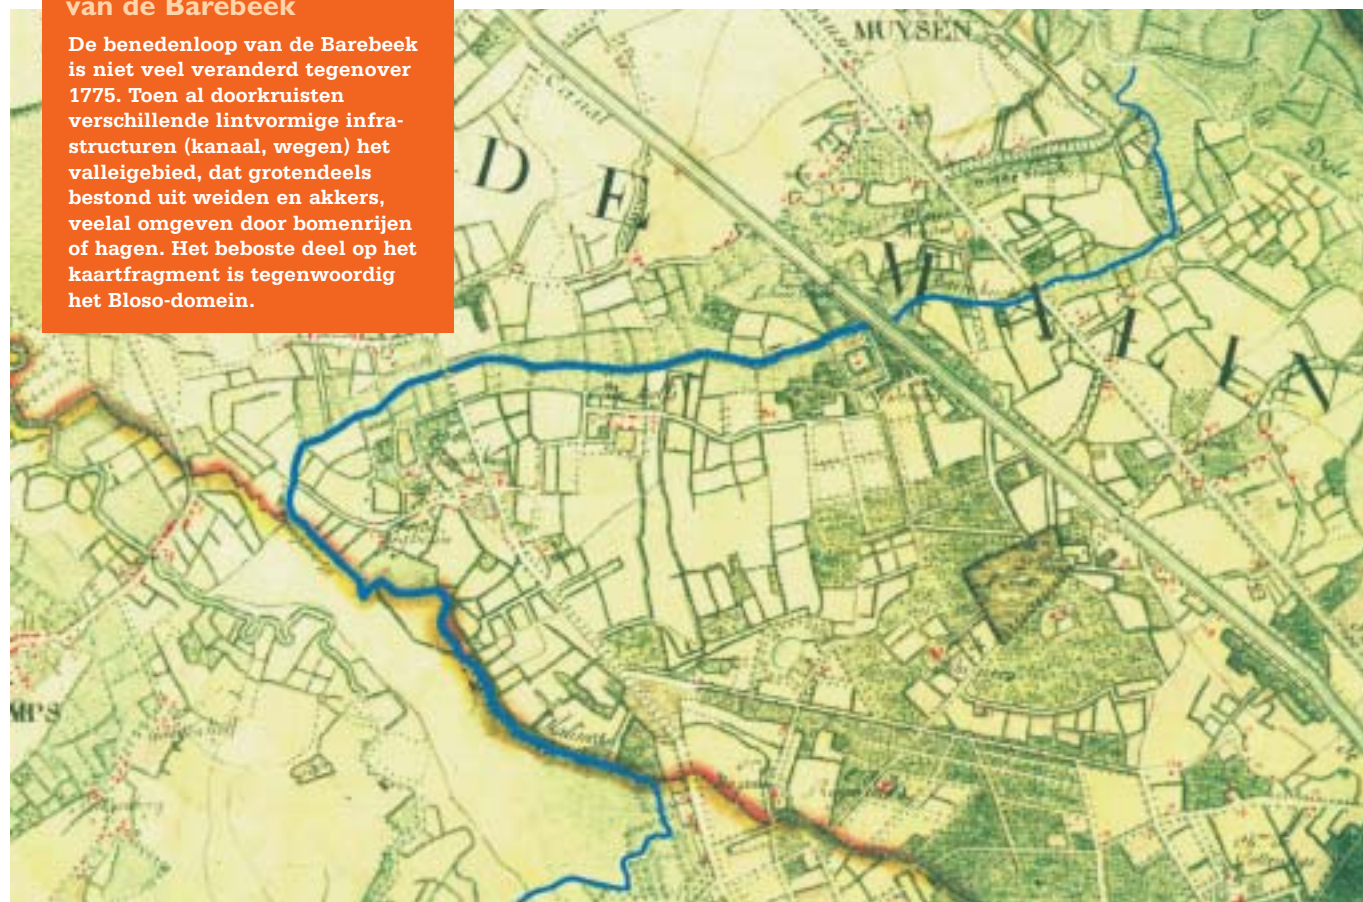 van de Barebeek
De benedenloop van de Barebeek
is niet veel veranderd tegenover
1775. Toen al doorkruisten
verschillende lintvormige infra-
structuren (kanaal, wegen) het
valleigebied, dat grotendeels
bestond uit weiden en akkers,
veelal omgeven door bomenrijen
of hagen. Het beboste deel op het
kaartfragment is tegenwoordig
het Bloso-domein.
MUYSEN
Canal
D E
M
L I N
MPS